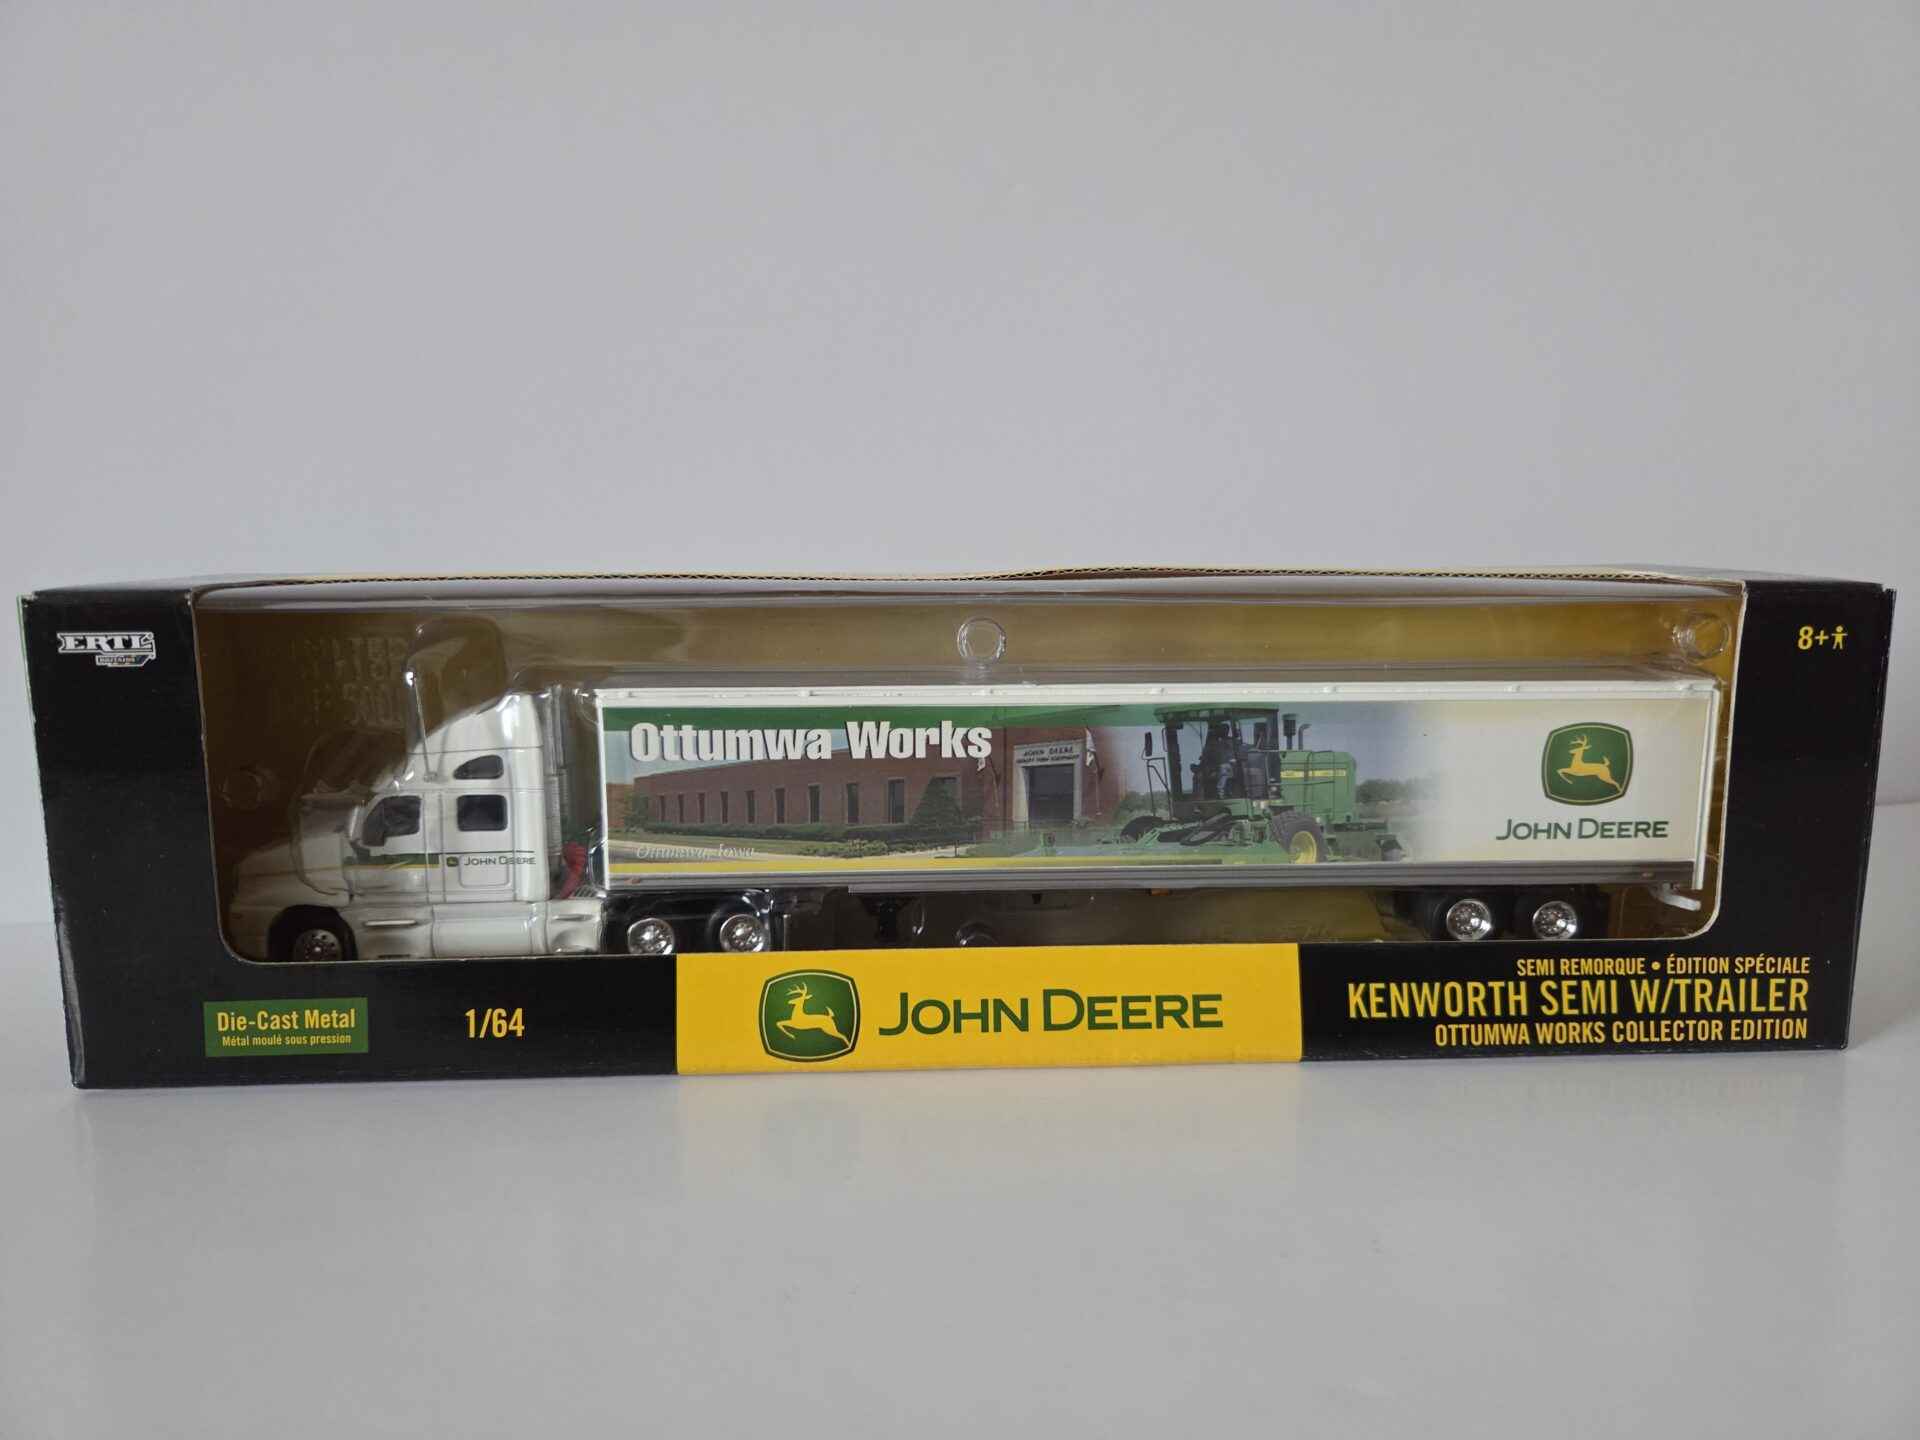 ERTL
BRITAINS
8+
Ottumwa Works
JOHN DEERE
Ottumwa, Iowa
JOHN DEERE
JOHN DEERE
Die-Cast Metal
Métal moulé sous pression
1/64
JOHN DEERE
SEMI REMORQUE • ÉDITION SPÉCIALE
KENWORTH SEMI W/TRAILER
OTTUMWA WORKS COLLECTOR EDITION